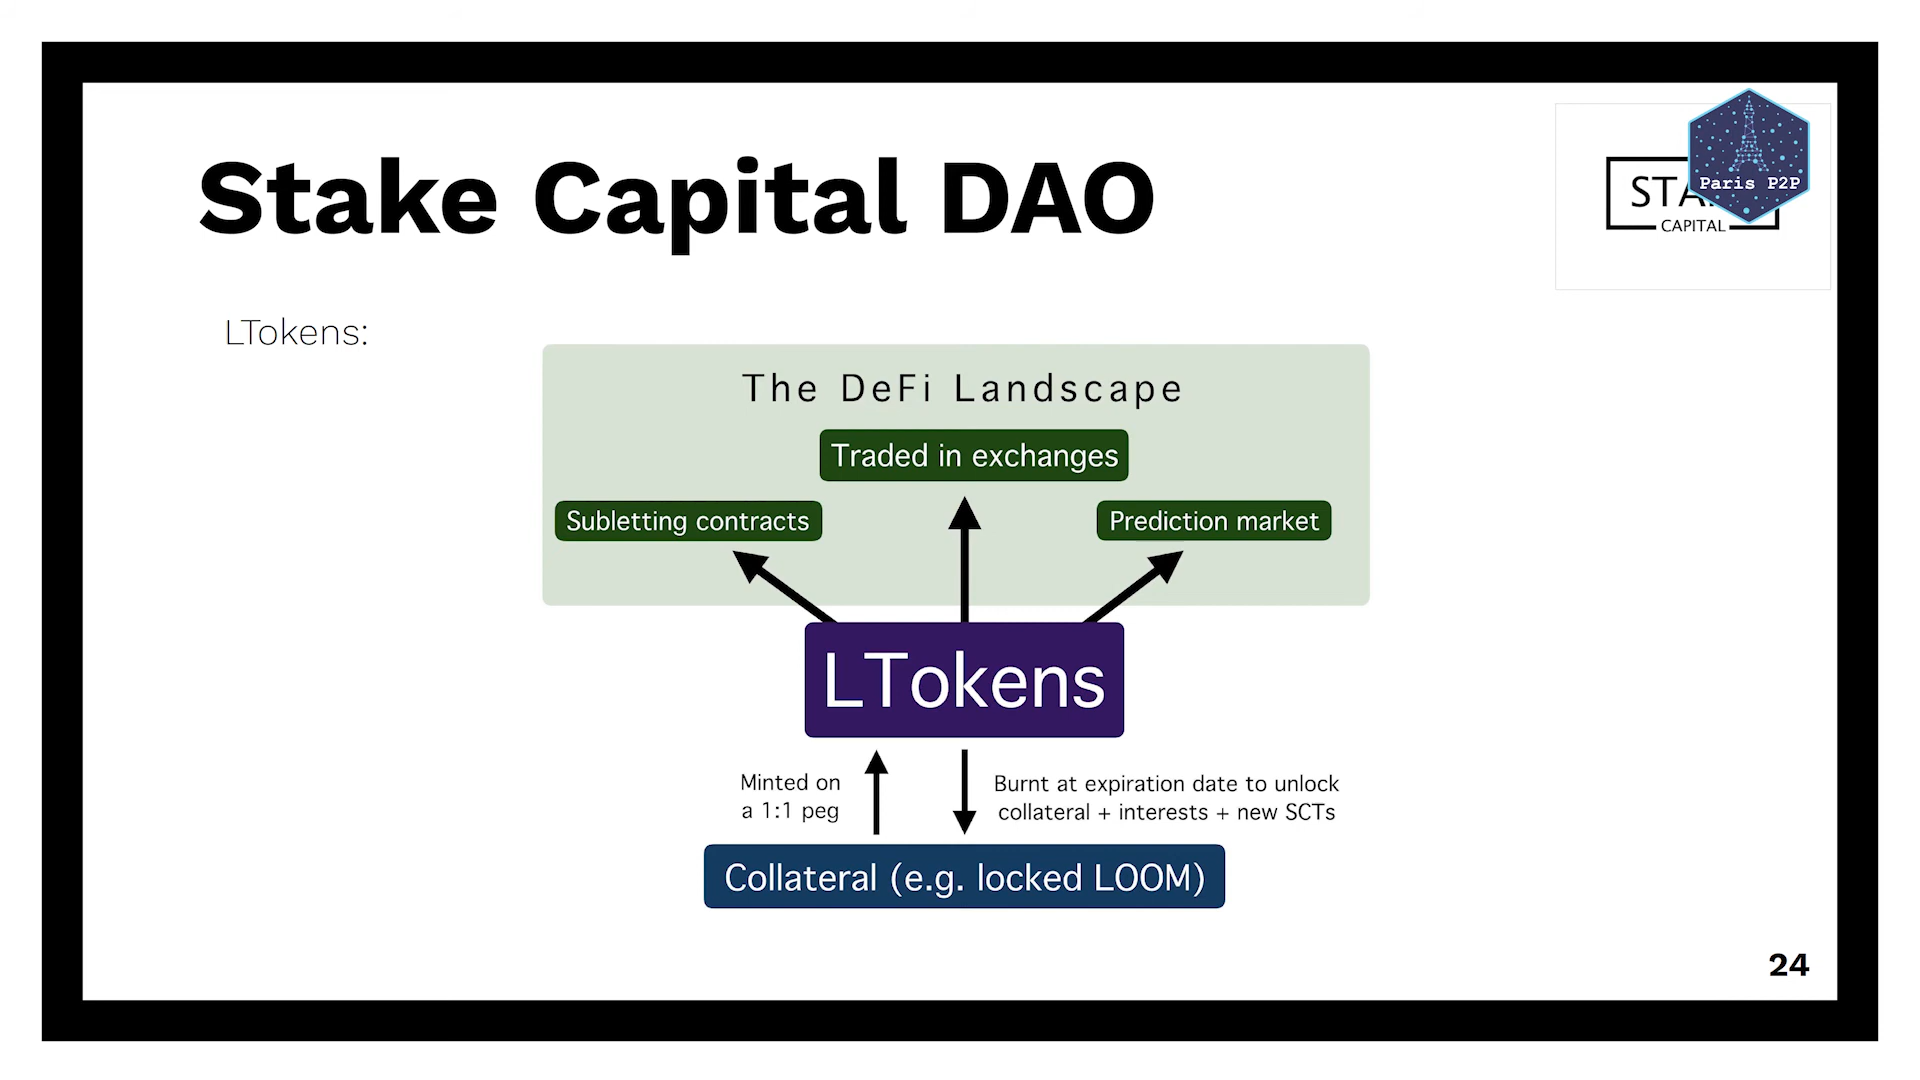 Stake Capital DAO
Paris P2P
CAPITAL
LTokens:
The DeFi Landscape
Traded in exchanges
Subletting contracts
Prediction market
LTokens
Minted on
a 1:1 peg
Burnt at expiration date to unlock
collateral + interests + new SCTs
Collateral (e.g. locked LOOM)
24